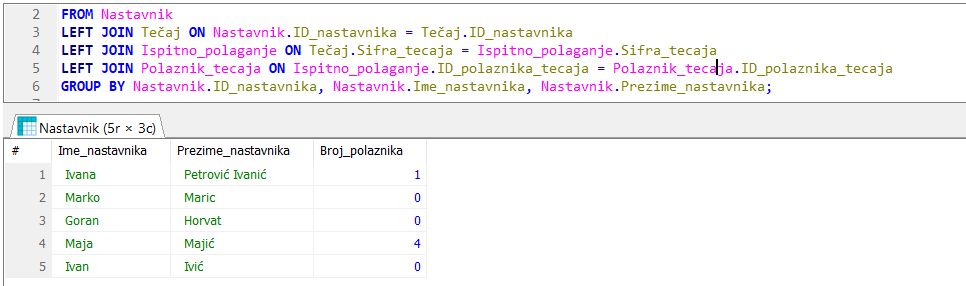 2 FROM Nastavnik
3 LEFT JOIN Tečaj ON Nastavnik.ID_nastavnika = Tečaj.ID_nastavnika
4 LEFT JOIN Ispitno_polaganje ON Tečaj.Sifra_tecaja = Ispitno_polaganje.Sifra_tecaja
5 LEFT JOIN Polaznik_tecaja ON Ispitno_polaganje.ID_polaznika_tecaja = Polaznik_tecaja.ID_polaznika_tecaja
6 GROUP BY Nastavnik.ID_nastavnika, Nastavnik.Ime_nastavnika, Nastavnik.Prezime_nastavnika;
Nastavnik (5r × 3c)
# Ime_nastavnika Prezime_nastavnika Broj_polaznika
1 Ivana Petrović Ivanić 1
2 Marko Maric 0
3 Goran Horvat 0
4 Maja Majić 4
5 Ivan Ivić 0